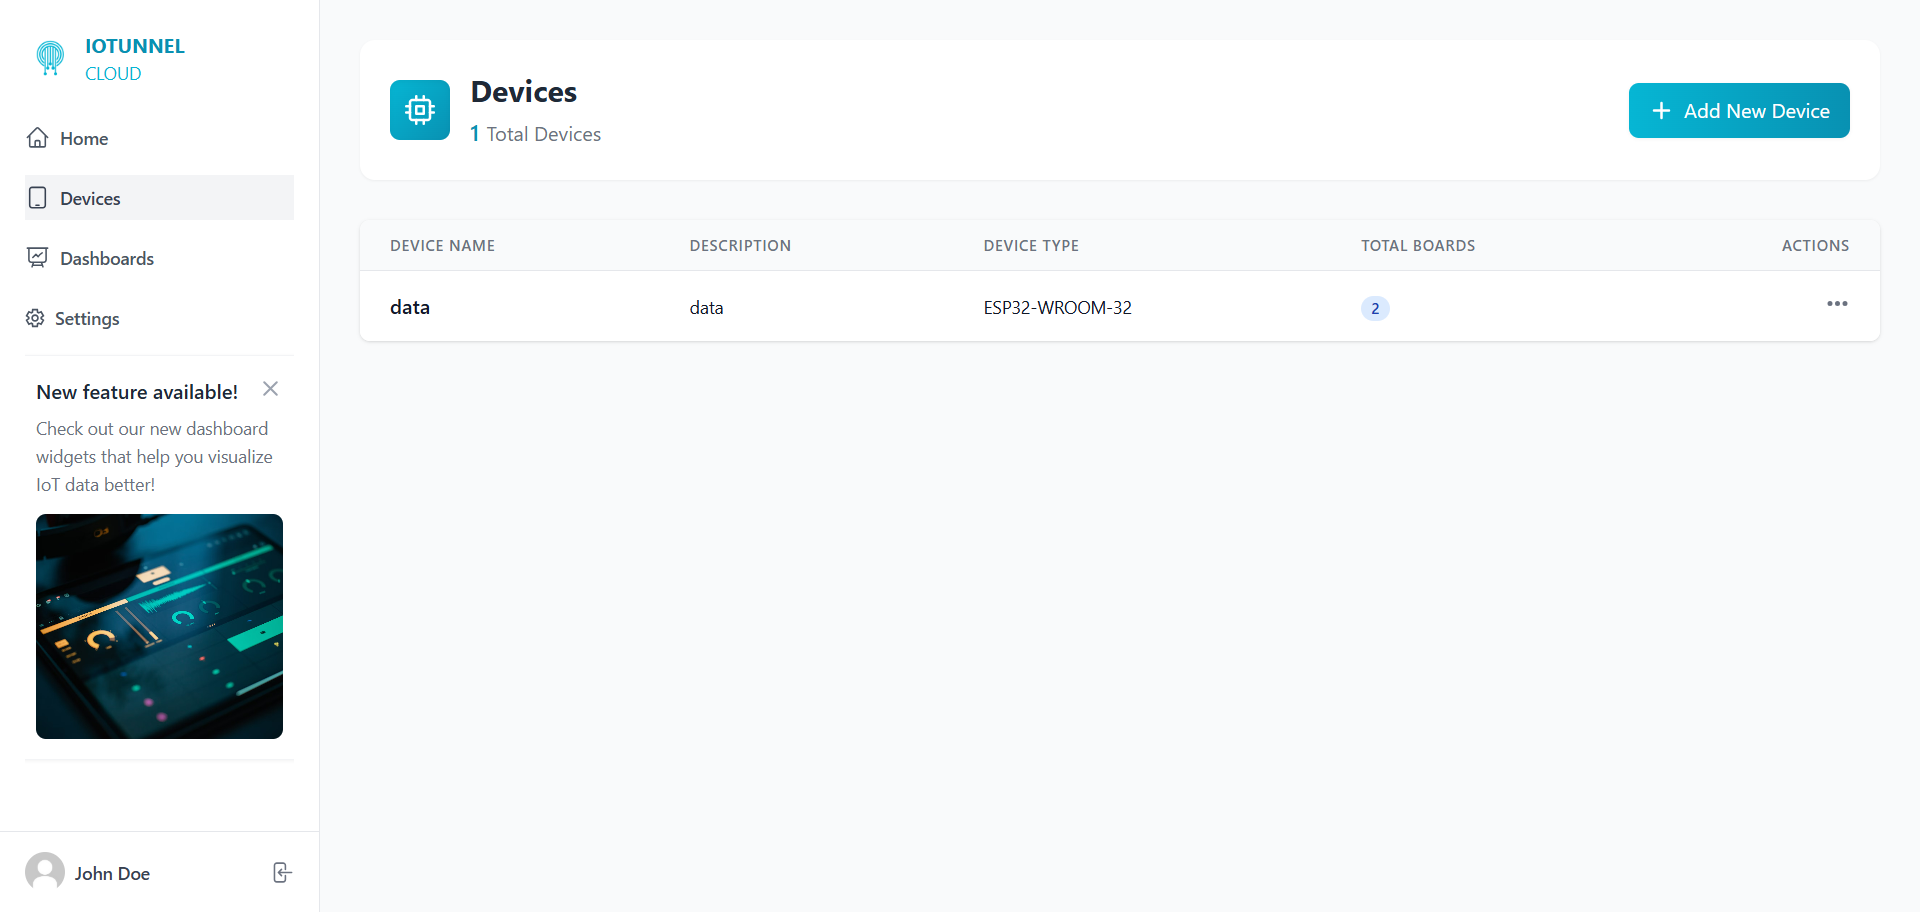 IOTUNNEL
CLOUD
Home
Devices
Dashboards
Settings
New feature available!
Check out our new dashboard
widgets that help you visualize
IoT data better!
John Doe
Devices
1 Total Devices
Add New Device
DEVICE NAME DESCRIPTION DEVICE TYPE TOTAL BOARDS ACTIONS
data data ESP32-WROOM-32 2